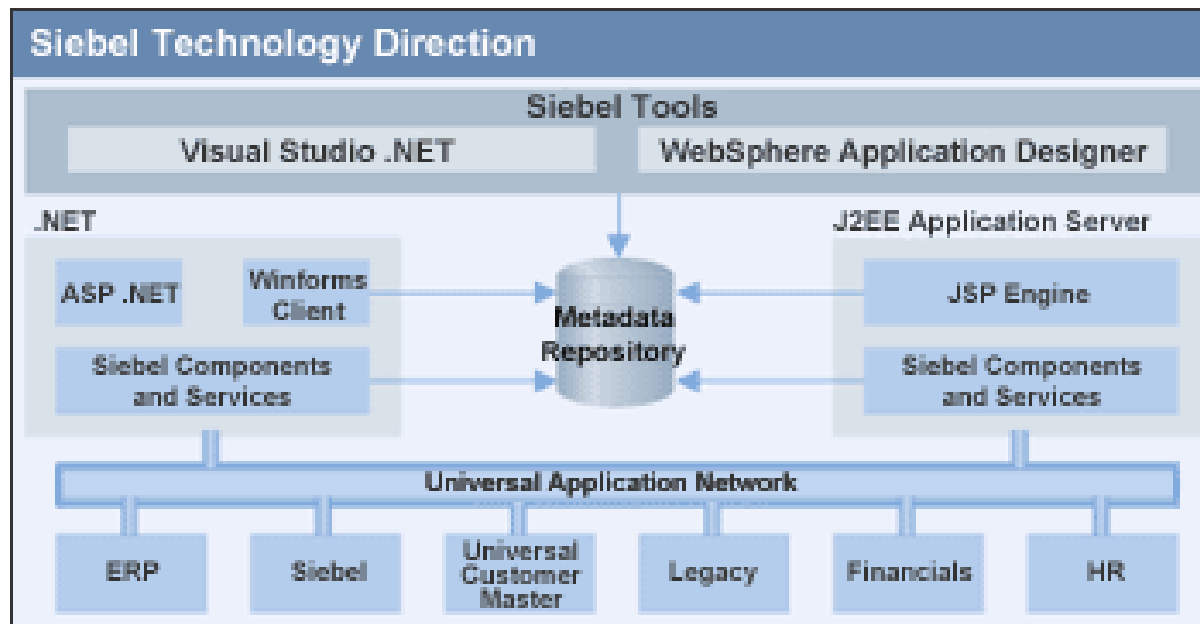 Siebel Technology Direction
Siebel Tools
Visual Studio .NET
WebSphere Application Designer
.NET
J2EE Application Server
ASP .NET
Winforms
Client
Metadata
Repository
JSP Engine
Siebel Components
and Services
Siebel Components
and Services
Universal Application Network
ERP
Siebel
Universal
Customer
Master
Legacy
Financials
HR